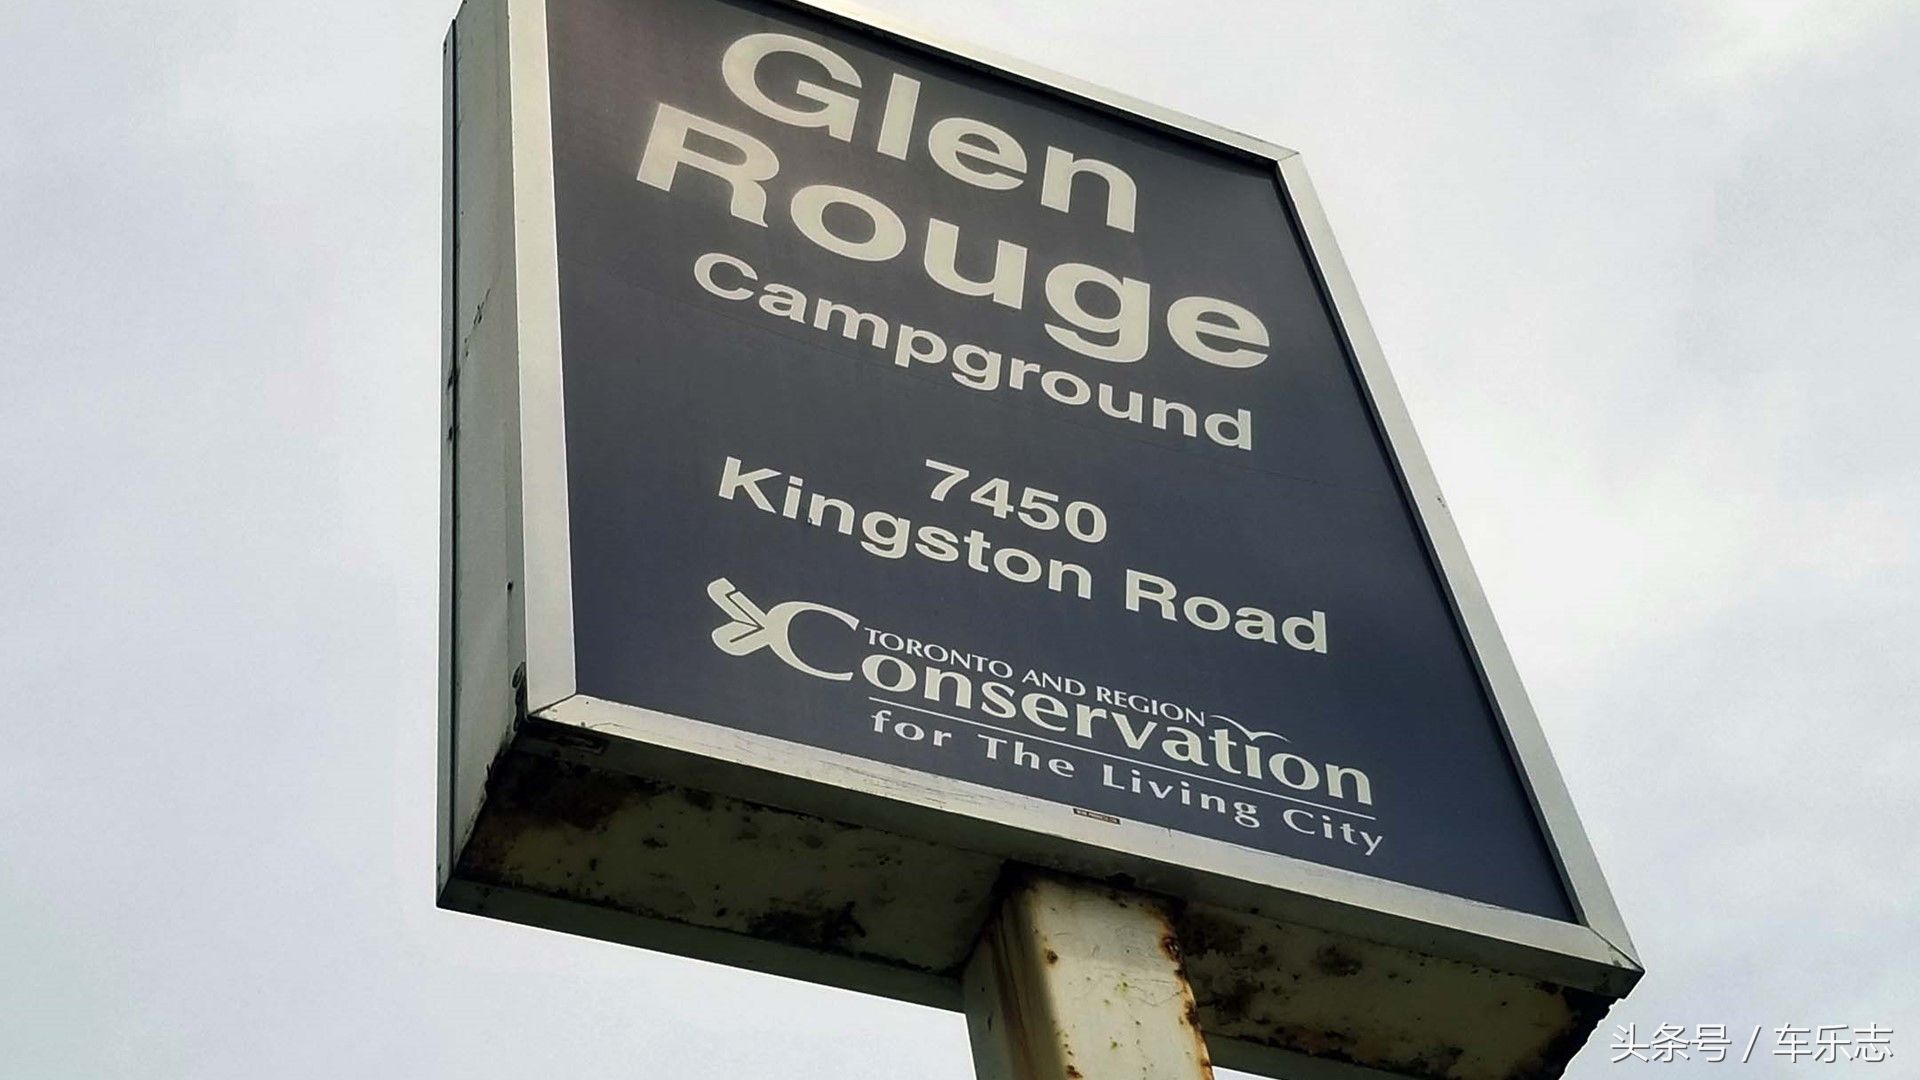 Glen
Rouge
Campground
7450
Kingston Road
TORONTO AND REGION
Conservation
for The Living City
头条号 / 车乐志